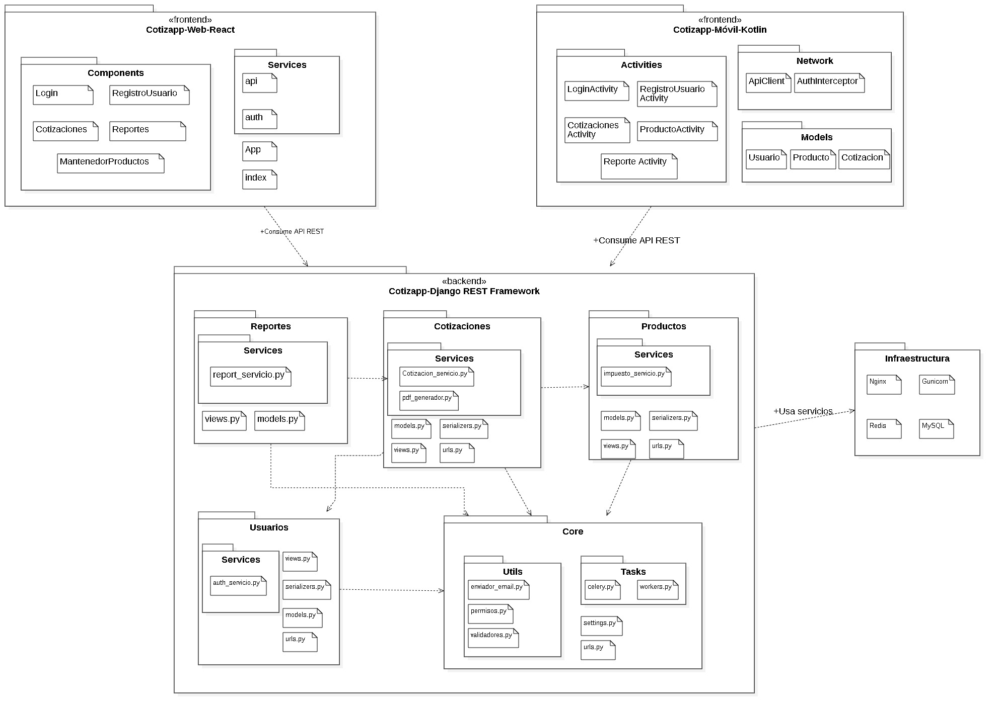 «frontend»
Cotizapp-Web-React
Components
Login
RegistroUsuario
Cotizaciones
Reportes
MantenedorProductos
Services
api
auth
App
index
«frontend»
Cotizapp-Móvil-Kotlin
Activities
LoginActivity
RegistroUsuario
Activity
Cotizaciones
Activity
ProductoActivity
Reporte Activity
Network
ApiClient
AuthInterceptor
Models
Usuario
Producto
Cotizacion
+Consume API REST
+Consume API REST
«backend»
Cotizapp-Django REST Framework
Reportes
Services
report_servicio.py
views.py
models.py
Cotizaciones
Services
Cotizacion_servicio.py
pdf_generador.py
models.py
serializers.py
views.py
urls.py
Productos
Services
impuesto_servicio.py
models.py
serializers.py
views.py
urls.py
+Usa servicios
Infraestructura
Nginx
Gunicorn
Redis
MySQL
Usuarios
Services
auth_servicio.py
views.py
serializers.py
models.py
urls.py
Core
Utils
enviador_email.py
permisos.py
validadores.py
Tasks
celery.py
workers.py
settings.py
urls.py